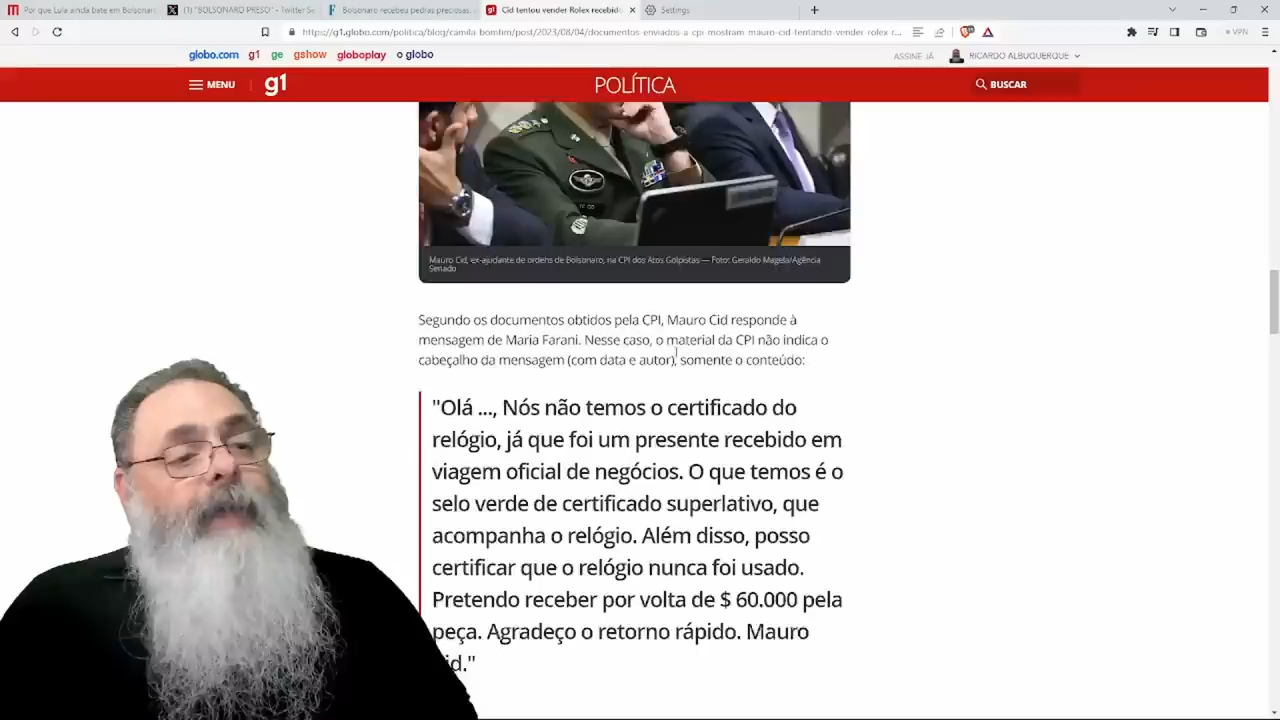 Por que Lula ainda bate em Bolsonar
(1) "BOLSONARO PRESO" - Twitter Se
Bolsonaro recebeu pedras preciosas,
Cid tentou vender Rolex recebido
Settings
https://g1.globo.com/politica/blog/camila-bomfim/post/2023/08/04/documentos-enviados-a-cpi-mostram-mauro-cid-tentando-vender-rolex-r...
VPN
globo.com g1 ge gshow globoplay o globo
ASSINE JÁ
RICARDO ALBUQUERQUE
MENU
g1
POLÍTICA
BUSCAR
Mauro Cid, ex-ajudante de ordens de Bolsonaro, na CPI dos Atos Golpistas — Foto: Geraldo Magela/Agência
Senado
Segundo os documentos obtidos pela CPI, Mauro Cid responde à
mensagem de Maria Farani. Nesse caso, o material da CPI não indica o
cabeçalho da mensagem (com data e autor), somente o conteúdo:
"Olá ..., Nós não temos o certificado do
relógio, já que foi um presente recebido em
viagem oficial de negócios. O que temos é o
selo verde de certificado superlativo, que
acompanha o relógio. Além disso, posso
certificar que o relógio nunca foi usado.
Pretendo receber por volta de $ 60.000 pela
peça. Agradeço o retorno rápido. Mauro
id."